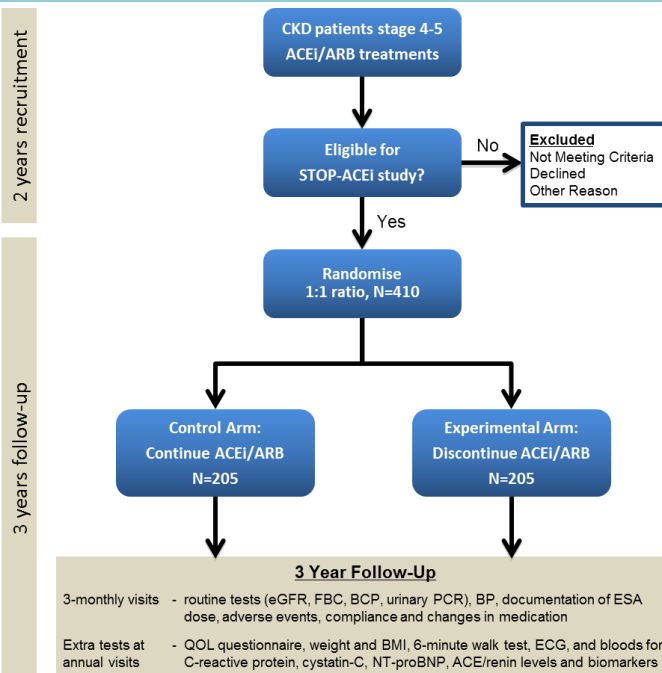 2 years recruitment
CKD patients stage 4-5
ACEi/ARB treatments
Eligible for
STOP-ACEi study?
No
Excluded
Not Meeting Criteria
Declined
Other Reason
Yes
3 years follow-up
Randomise
1:1 ratio, N=410
Control Arm:
Continue ACEi/ARB
N=205
Experimental Arm:
Discontinue ACEi/ARB
N=205
3 Year Follow-Up
3-monthly visits - routine tests (eGFR, FBC, BCP, urinary PCR), BP, documentation of ESA
dose, adverse events, compliance and changes in medication
Extra tests at - QOL questionnaire, weight and BMI, 6-minute walk test, ECG, and bloods for
annual visits C-reactive protein, cystatin-C, NT-proBNP, ACE/renin levels and biomarkers